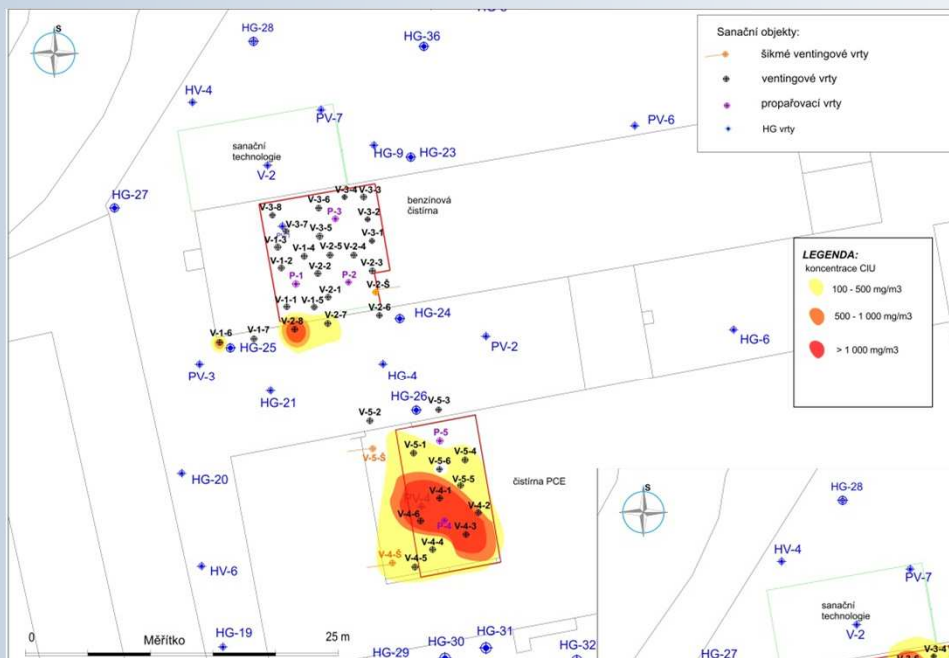 S
HG-28
HG-36
HV-4
PV-7
PV-6
HG-9
HG-23
sanační
technologie
V-2
HG-27
V-3-4
V-3-3
V-3-6
V-3-8
P-3
V-3-2
V-3-7
V-3-5
V-3-1
V-1-3
V-1-4
V-2-5
V-2-4
V-1-2
V-2-2
V-2-3
P-1
P-2
V-2-Š
V-2-1
V-1-1
V-1-5
V-2-6
V-2-7
V-2-8
V-1-6
V-1-7
benzínová
čistírna
HG-24
HG-25
PV-2
HG-6
PV-3
HG-4
HG-21
HG-26
V-5-3
V-5-2
P-5
V-5-1
V-5-4
V-5-Š
V-5-6
V-5-5
čistírna PCE
HG-20
V-4-1
V-4-2
V-4-6
P-4
V-4-3
V-4-4
V-4-Š
V-4-5
HV-6
HG-19
HG-29
HG-30
HG-31
HG-32
0
Měřítko
25 m
Sanační objekty:
šikmé ventingové vrty
ventingové vrty
propařovací vrty
HG vrty
LEGENDA:
koncentrace ClU
100 - 500 mg/m3
500 - 1 000 mg/m3
> 1 000 mg/m3
S
HG-28
HV-4
PV-7
sanační
technologie
V-2
HG-27
V-3-4